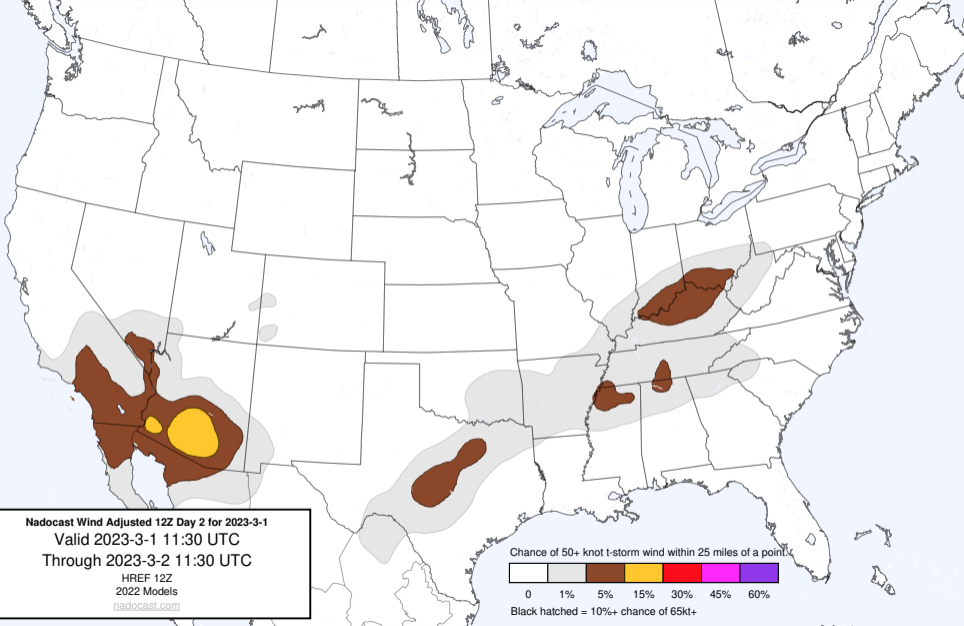 Nadocast Wind Adjusted 12Z Day 2 for 2023-3-1
Valid 2023-3-1 11:30 UTC
Through 2023-3-2 11:30 UTC
HREF 12Z
2022 Models
nadocast.com
Chance of 50+ knot t-storm wind within 25 miles of a point.
0 1% 5% 15% 30% 45% 60%
Black hatched = 10%+ chance of 65kt+